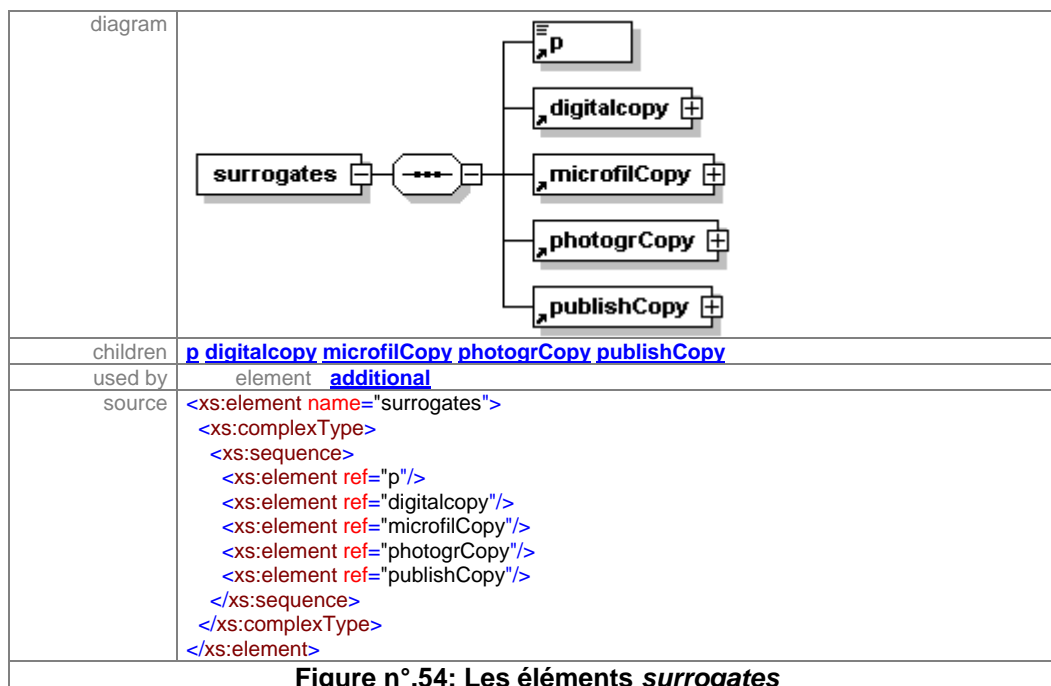 diagram
p
digitalcopy
surrogates
microfilCopy
photogrCopy
publishCopy
children p digitalcopy microfilCopy photogrCopy publishCopy
used by element additional
source <xs:element name="surrogates">
<xs:complexType>
<xs:sequence>
<xs:element ref="p"/>
<xs:element ref="digitalcopy"/>
<xs:element ref="microfilCopy"/>
<xs:element ref="photogrCopy"/>
<xs:element ref="publishCopy"/>
</xs:sequence>
</xs:complexType>
</xs:element>
Figure n°.54: Les éléments surrogates